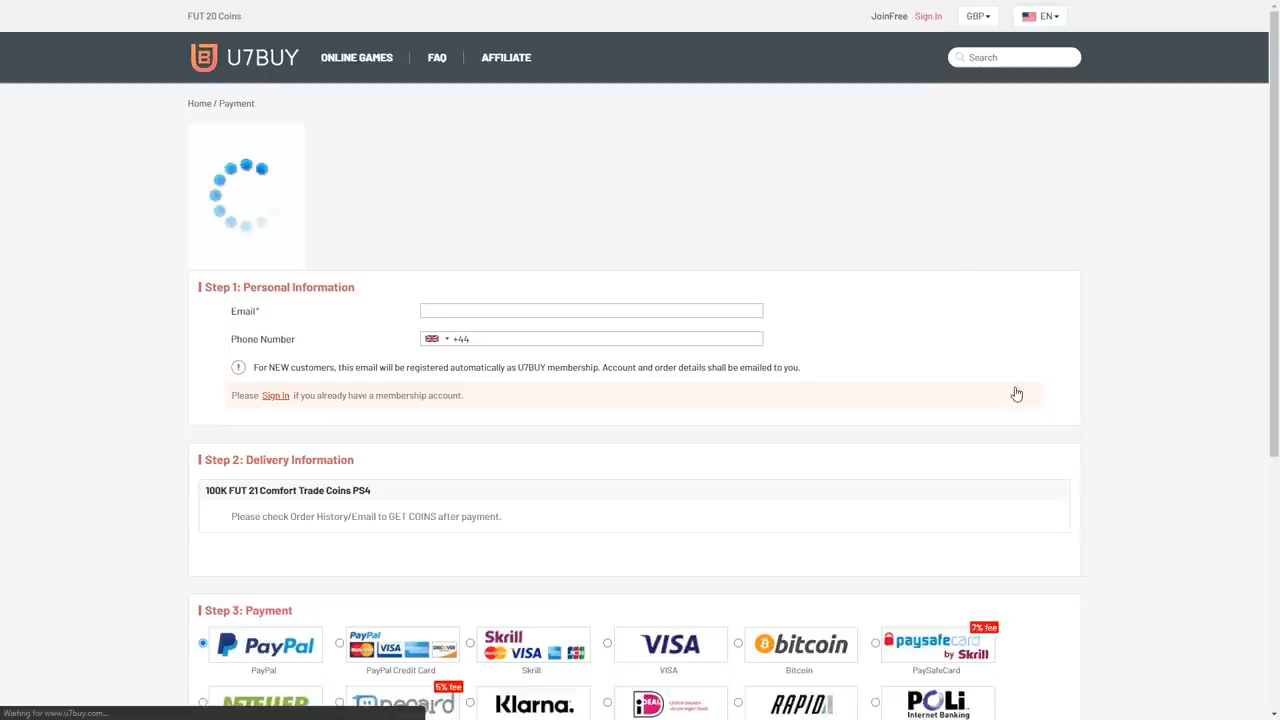 FUT 20 Coins
JoinFree Sign In GBP EN
U7BUY ONLINE GAMES FAQ AFFILIATE Search
Home / Payment
Step 1: Personal Information
Email*
Phone Number +44
! For NEW customers, this email will be registered automatically as U7BUY membership. Account and order details shall be emailed to you.
Please Sign In if you already have a membership account.
Step 2: Delivery Information
100K FUT 21 Comfort Trade Coins PS4
Please check Order History/Email to GET COINS after payment.
Step 3: Payment
7% fee
PayPal PayPal VISA DISCOVER Skrill VISA JCB VISA bitcoin paysafecard by Skrill
PayPal PayPal Credit Card Skrill VISA Bitcoin PaySafeCard
5% fee
Klarna. iDEAL RAPID POLi Internet Banking
Waiting for www.u7buy.com...